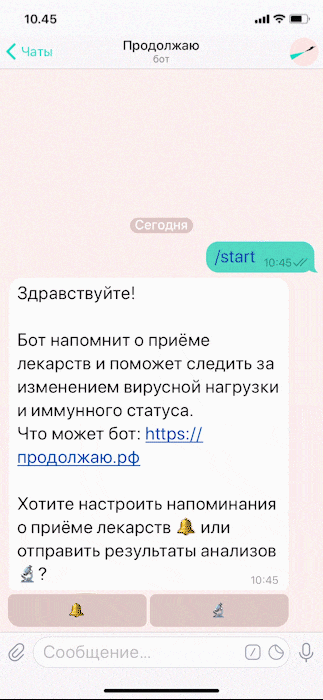 10.45
Чаты
Продолжаю
бот
Сегодня
/start
10:45
Здравствуйте!
Бот напомнит о приёме
лекарств и поможет следить за
изменением вирусной нагрузки
и иммунного статуса.
Что может бот: https://
продолжаю.рф
Хотите настроить напоминания
о приёме лекарств 🔔 или
отправить результаты анализов
🔬?
10:45
🔔 🔬
Сообщение...